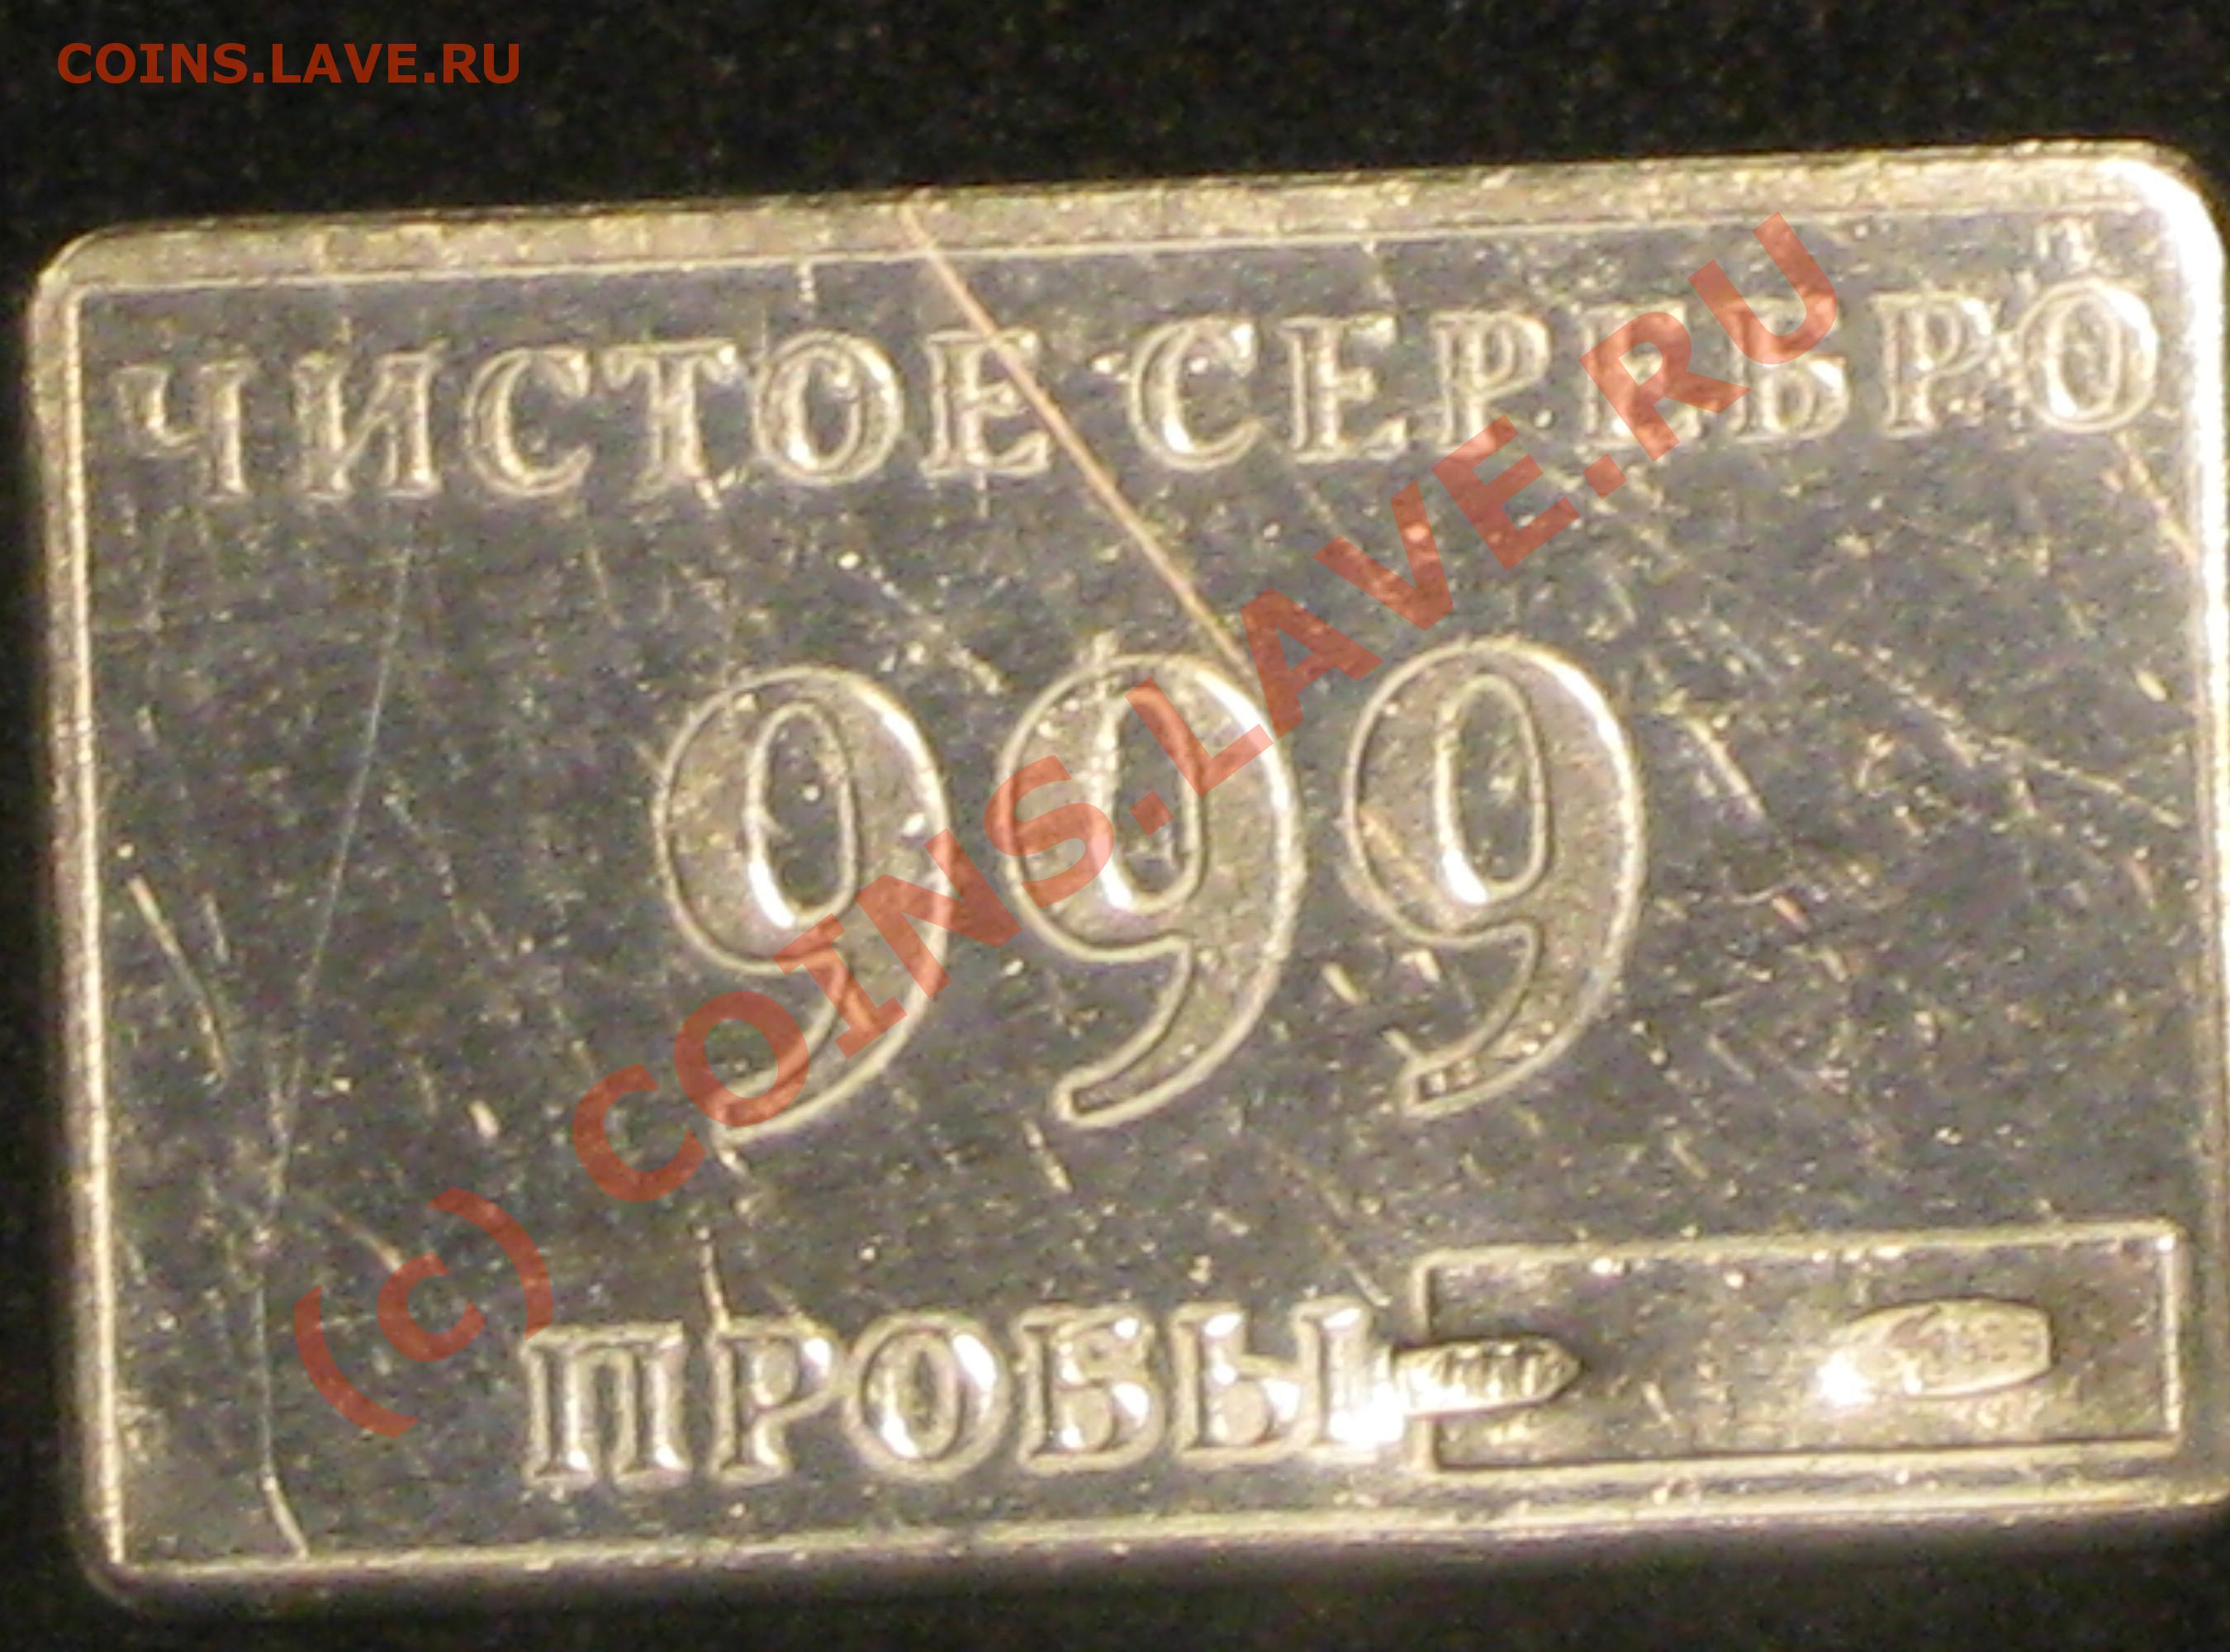 COINS.LAVE.RU
ЧИСТОЕ СЕРЕБРО
999
ПРОБЫ
(c) COINS.LAVE.RU